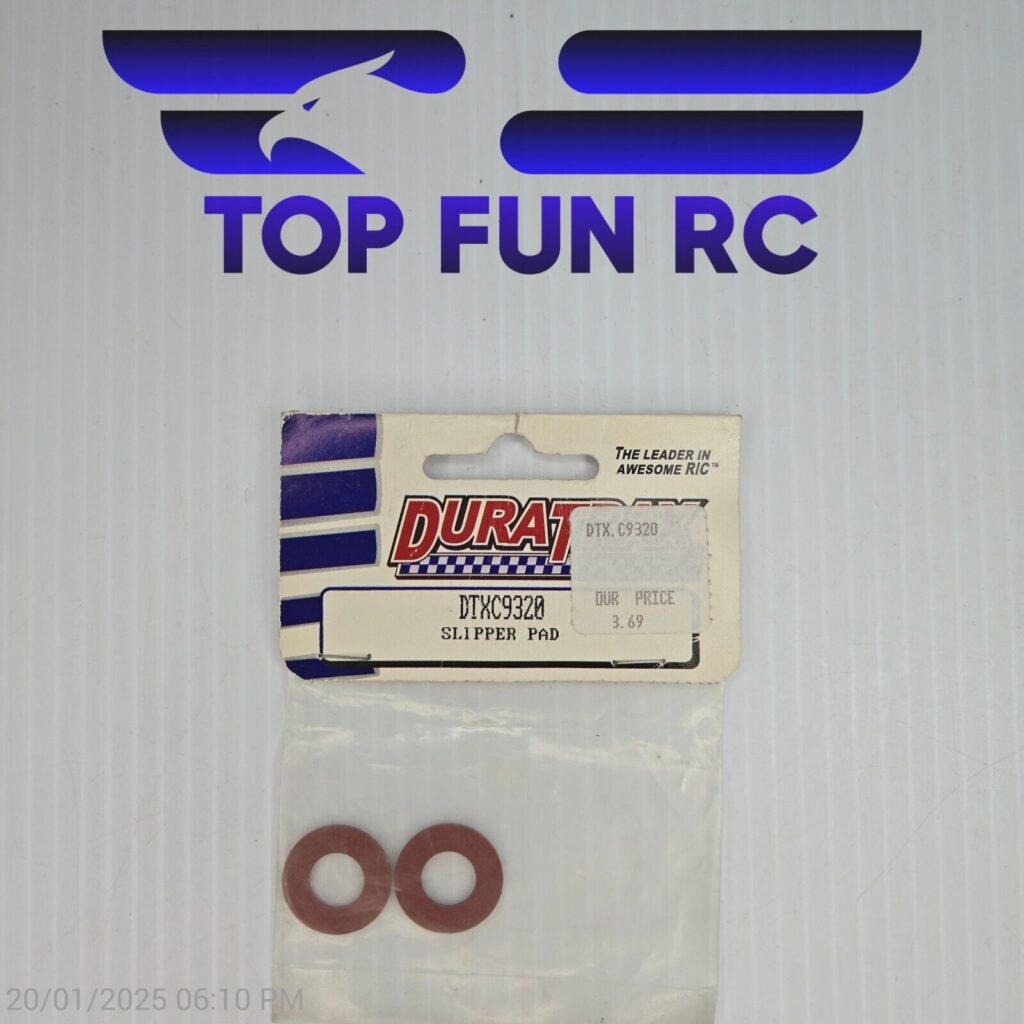 TOP FUN RC
THE LEADER IN
AWESOME R/C™
DURATRAX
DTX.C9320
OUR PRICE
3.69
DTXC9320
SLIPPER PAD
20/01/2025 06:10 PM